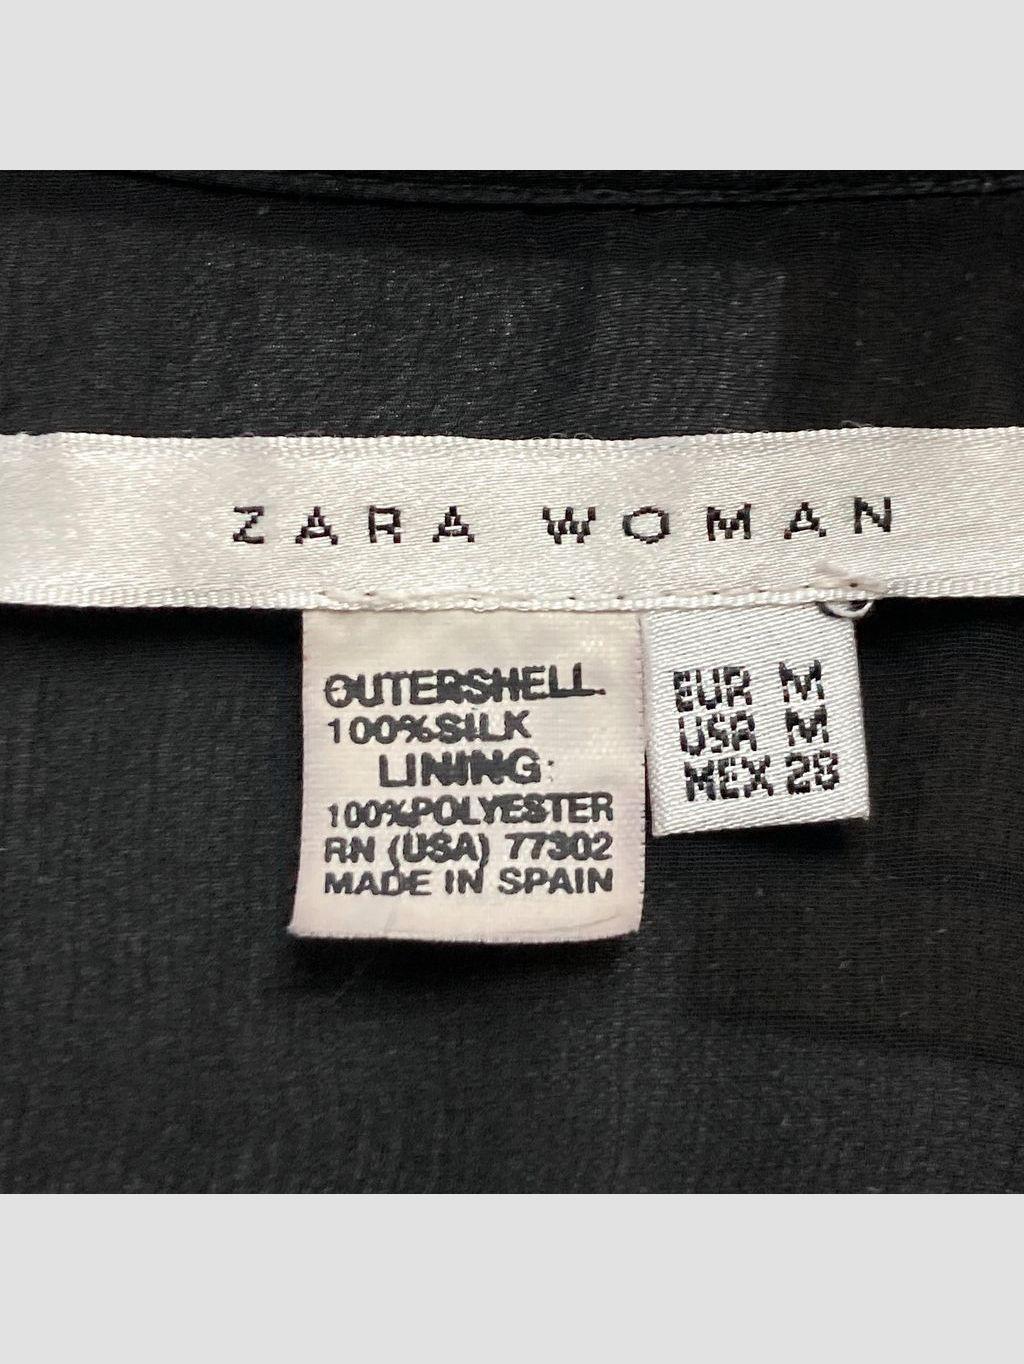 ZARA WOMAN
OUTERSHELL.
100%SILK
LINING:
100%POLYESTER
RN (USA) 77302
MADE IN SPAIN
EUR M
USA M
MEX 28